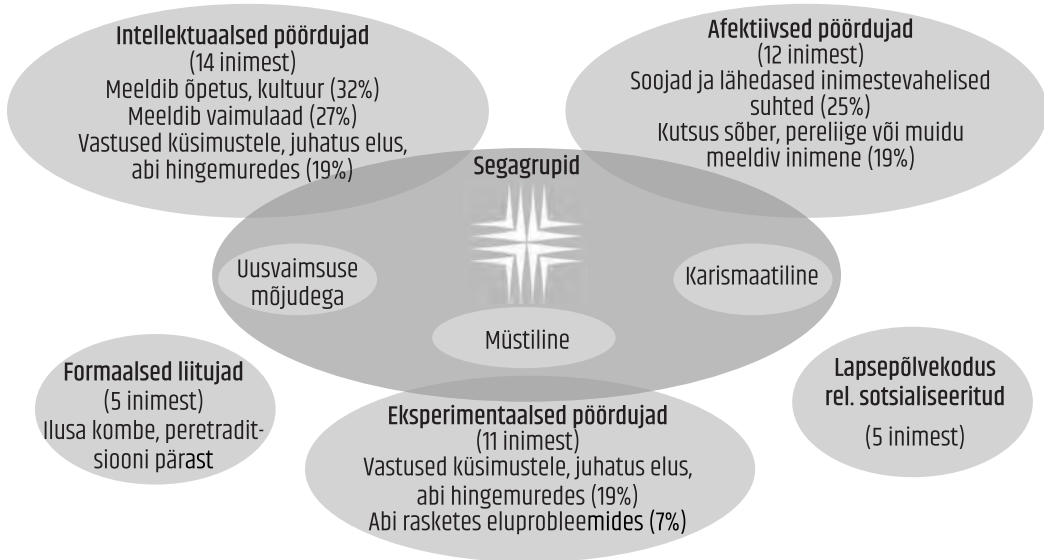 Intellektuaalsed pöördujad
(14 inimest)
Meeldib õpetus, kultuur (32%)
Meeldib vaimulaad (27%)
Vastused küsimustele, juhatus elus,
abi hingemuredes (19%)
Afektiivsed pöördujad
(12 inimest)
Soojad ja lähedased inimestevahelised
suhted (25%)
Kutsus sõber, pereliige või muidu
meeldiv inimene (19%)
Segagrupid
Uusvaimsuse
mõjudega
Karismaatiline
Müstiline
Formaalsed liitujad
(5 inimest)
Ilusa kombe, peretradit-
siooni pärast
Eksperimentaalsed pöördujad
(11 inimest)
Vastused küsimustele, juhatus elus,
abi hingemuredes (19%)
Abi rasketes eluprobleemides (7%)
Lapsepõlvekodus
rel. sotsialiseeritud
(5 inimest)